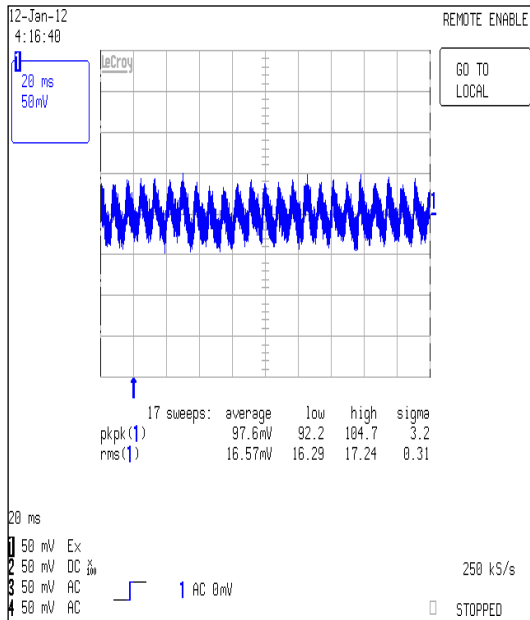 12-Jan-12
4:16:40
REMOTE ENABLE
1
20 ms
50mV
LeCroy
GO TO
LOCAL
1
17 sweeps: average low high sigma
pkpk(1) 97.6mV 92.2 104.7 3.2
rms(1) 16.57mV 16.29 17.24 0.31
20 ms
1 50 mV Ex
2 50 mV DC X100
3 50 mV AC
4 50 mV AC
1 AC 0mV
250 kS/s
STOPPED